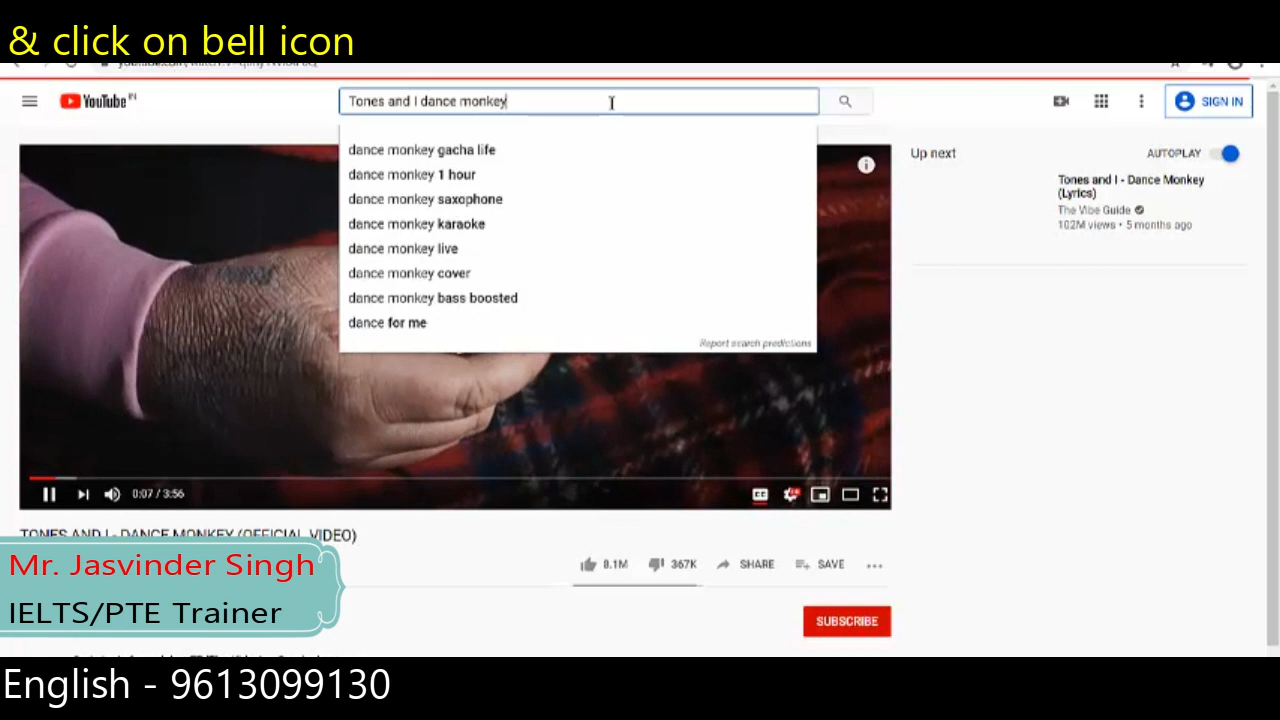 & click on bell icon
YouTube IN
Tones and I dance monkey
SIGN IN
dance monkey gacha life
dance monkey 1 hour
dance monkey saxophone
dance monkey karaoke
dance monkey live
dance monkey cover
dance monkey bass boosted
dance for me
Report search predictions
Up next
AUTOPLAY
Tones and I - Dance Monkey
(Lyrics)
The Vibe Guide
102M views • 5 months ago
0:07 / 3:56
CC
TONES AND I - DANCE MONKEY (OFFICIAL VIDEO)
8.1M
367K
SHARE
SAVE
Mr. Jasvinder Singh
IELTS/PTE Trainer
SUBSCRIBE
English - 9613099130